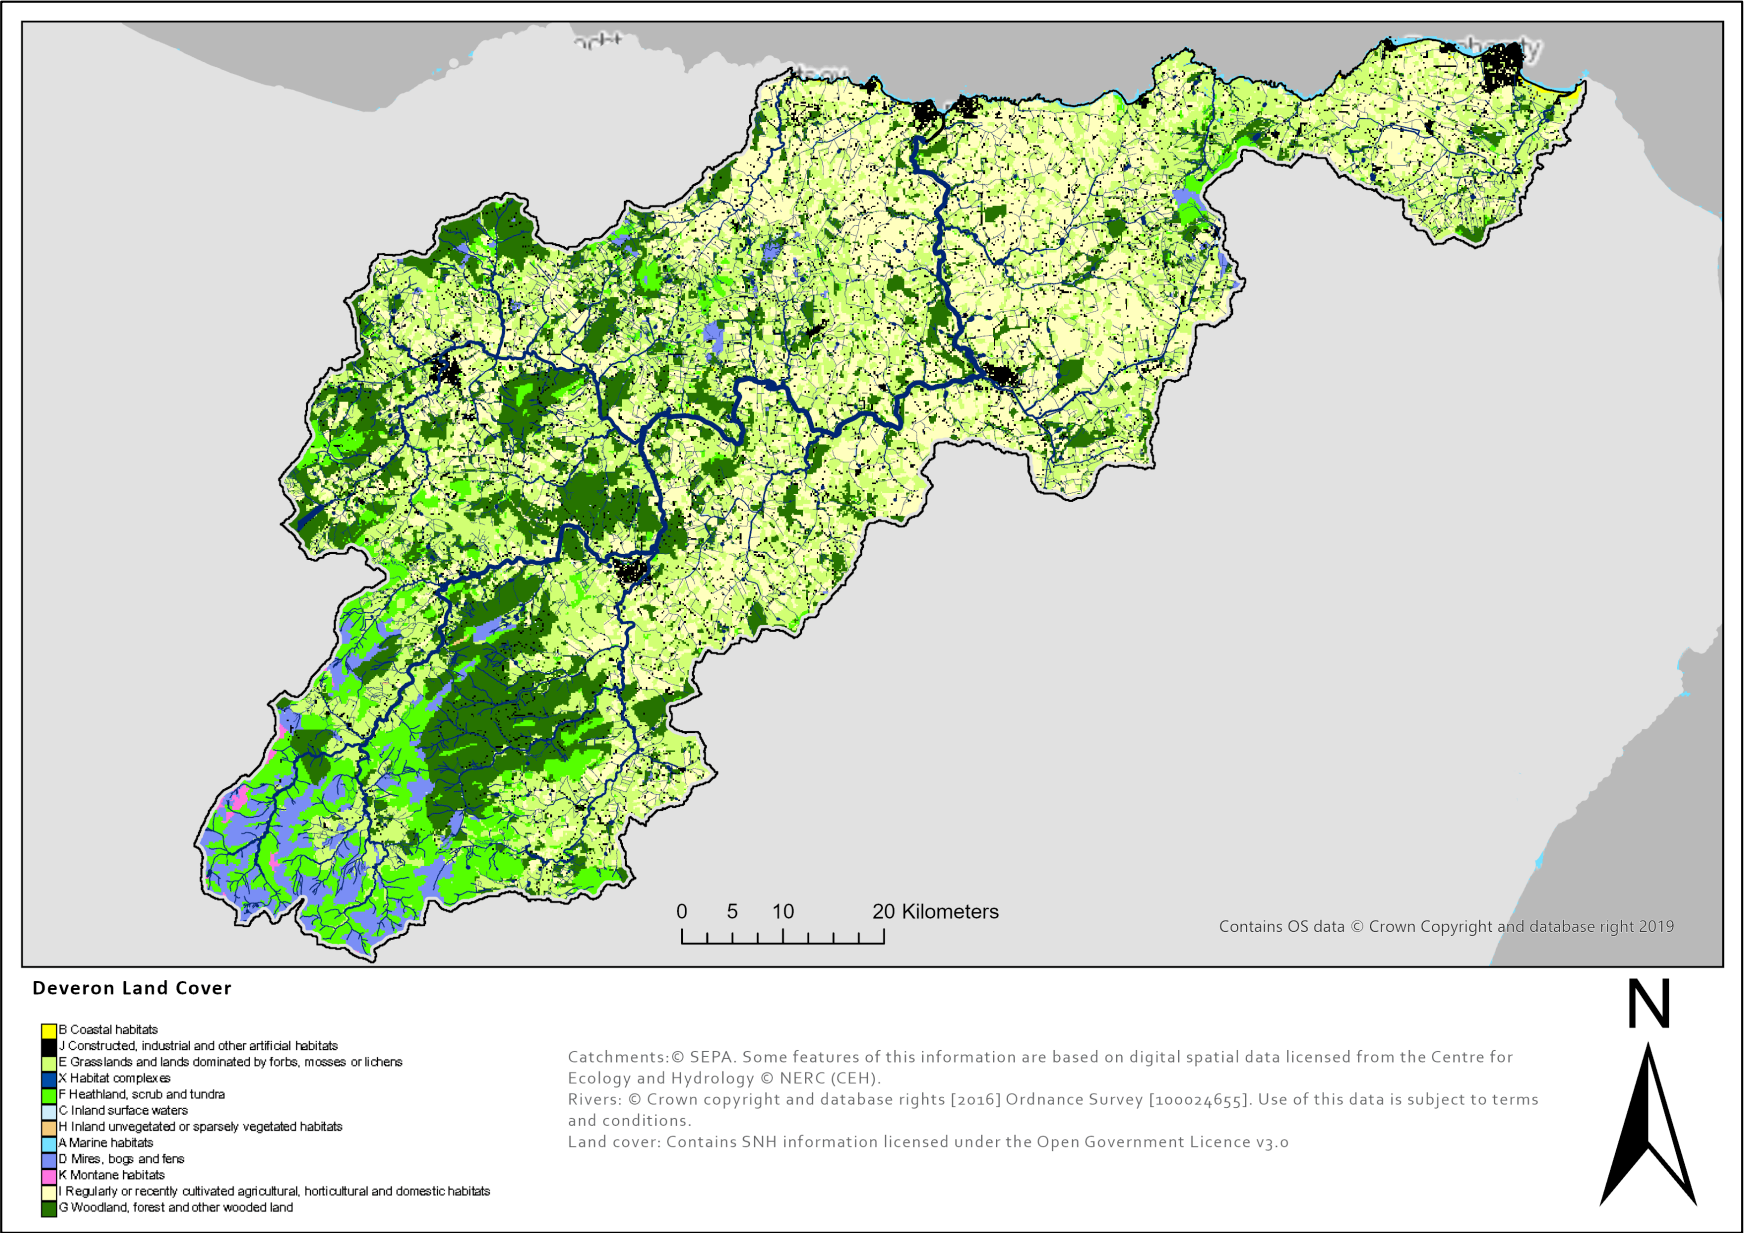 0 5 10 20 Kilometers
Contains OS data © Crown Copyright and database right 2019
Deveron Land Cover
B Coastal habitats
J Constructed, industrial and other artificial habitats
E Grasslands and lands dominated by forbs, mosses or lichens
X Habitat complexes
F Heathland, scrub and tundra
C Inland surface waters
H Inland unvegetated or sparsely vegetated habitats
A Marine habitats
D Mires, bogs and fens
K Montane habitats
I Regularly or recently cultivated agricultural, horticultural and domestic habitats
G Woodland, forest and other wooded land
Catchments:© SEPA. Some features of this information are based on digital spatial data licensed from the Centre for
Ecology and Hydrology © NERC (CEH).
Rivers: © Crown copyright and database rights [2016] Ordnance Survey [100024655]. Use of this data is subject to terms
and conditions.
Land cover: Contains SNH information licensed under the Open Government Licence v3.0
N